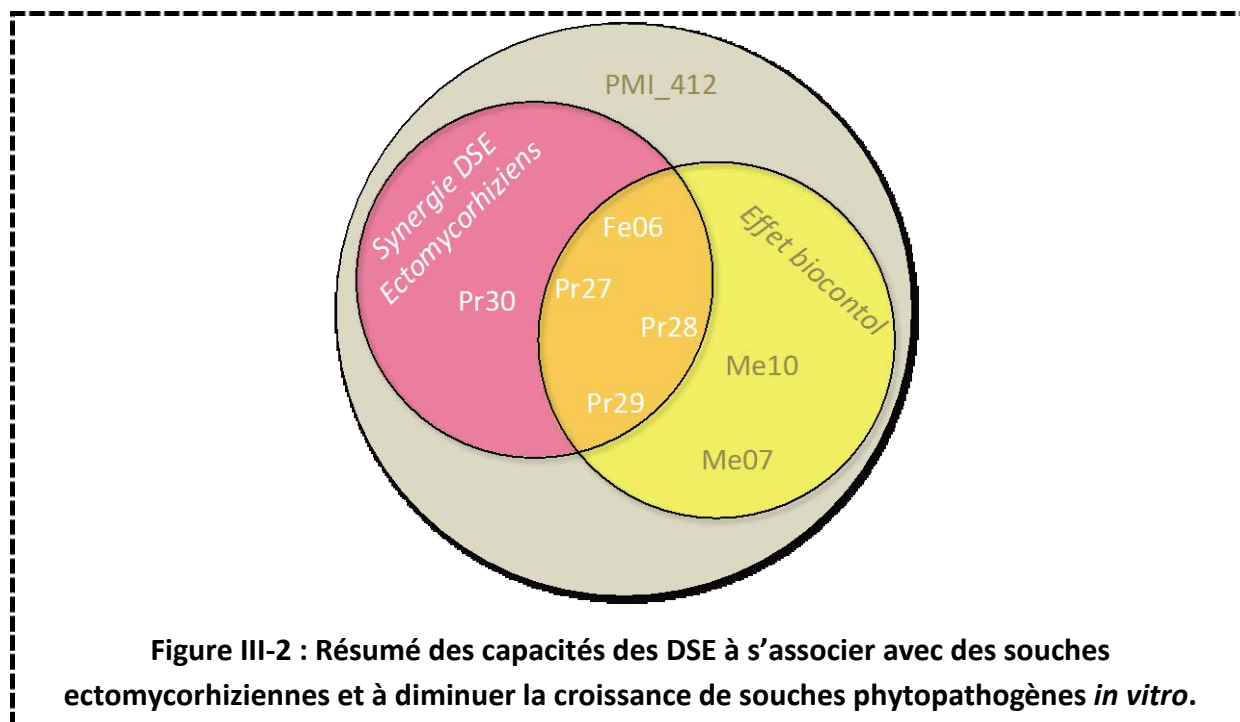 PMI_412
Synergie DSE
Ectomycorhiziens
Effet biocontol
Fe06
Pr27
Pr30
Pr28
Me10
Pr29
Me07
Figure III-2 : Résumé des capacités des DSE à s’associer avec des souches
ectomycorhiziennes et à diminuer la croissance de souches phytopathogènes in vitro.